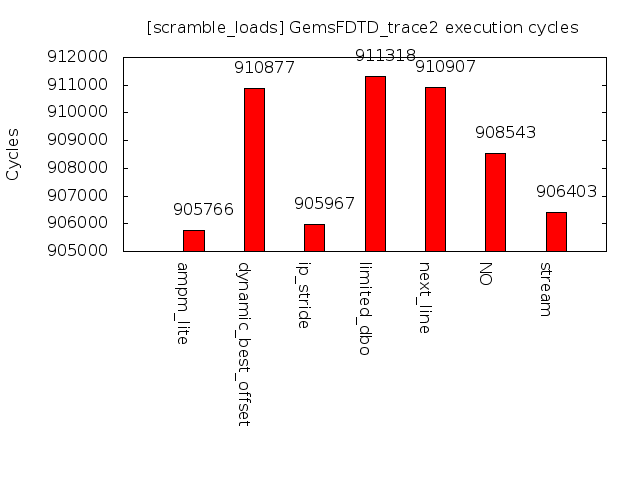 [scramble_loads] GemsFDTD_trace2 execution cycles
Cycles
912000
911000
910000
909000
908000
907000
906000
905000
905766
910877
905967
911318
910907
908543
906403
ampm_lite
dynamic_best_offset
ip_stride
limited_dbo
next_line
NO
stream